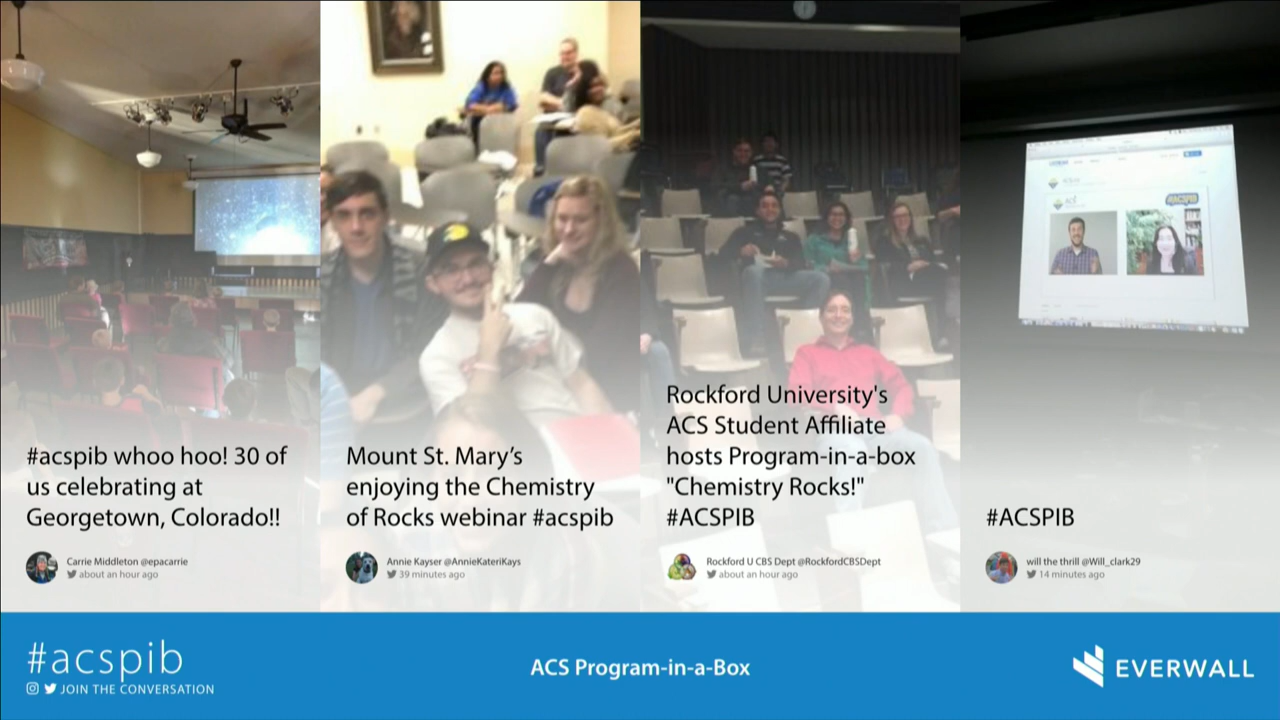 #acspib whoo hoo! 30 of
us celebrating at
Georgetown, Colorado!!
Carrie Middleton @epacarrie
about an hour ago
Mount St. Mary’s
enjoying the Chemistry
of Rocks webinar #acspib
Annie Kayser @AnnieKateriKays
39 minutes ago
Rockford University's
ACS Student Affiliate
hosts Program-in-a-box
"Chemistry Rocks!"
#ACSPIB
Rockford U CBS Dept @RockfordCBSDept
about an hour ago
#ACSPIB
#ACSPIB
will the thrill @Will_clark29
14 minutes ago
#acspib
JOIN THE CONVERSATION
ACS Program-in-a-Box
EVERWALL